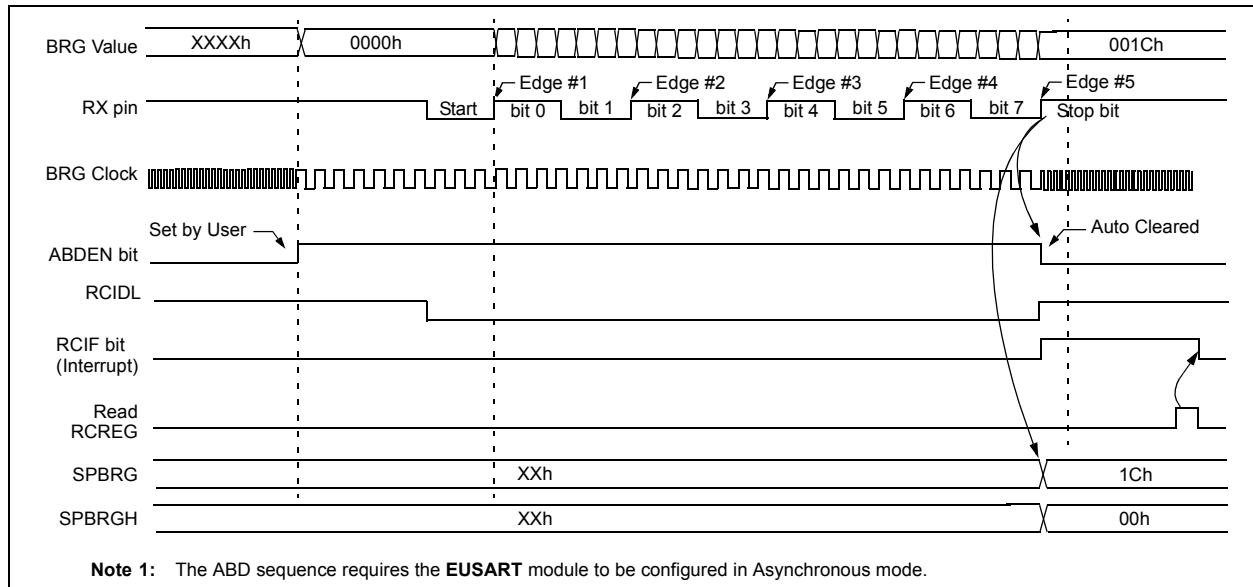 BRG Value XXXXh 0000h 001Ch
Edge #1 Edge #2 Edge #3 Edge #4 Edge #5
RX pin Start bit 0 bit 1 bit 2 bit 3 bit 4 bit 5 bit 6 bit 7 Stop bit
BRG Clock
Set by User Auto Cleared
ABDEN bit
RCIDL
RCIF bit
(Interrupt)
Read
RCREG
SPBRG XXh 1Ch
SPBRGH XXh 00h
Note 1: The ABD sequence requires the EUSART module to be configured in Asynchronous mode.